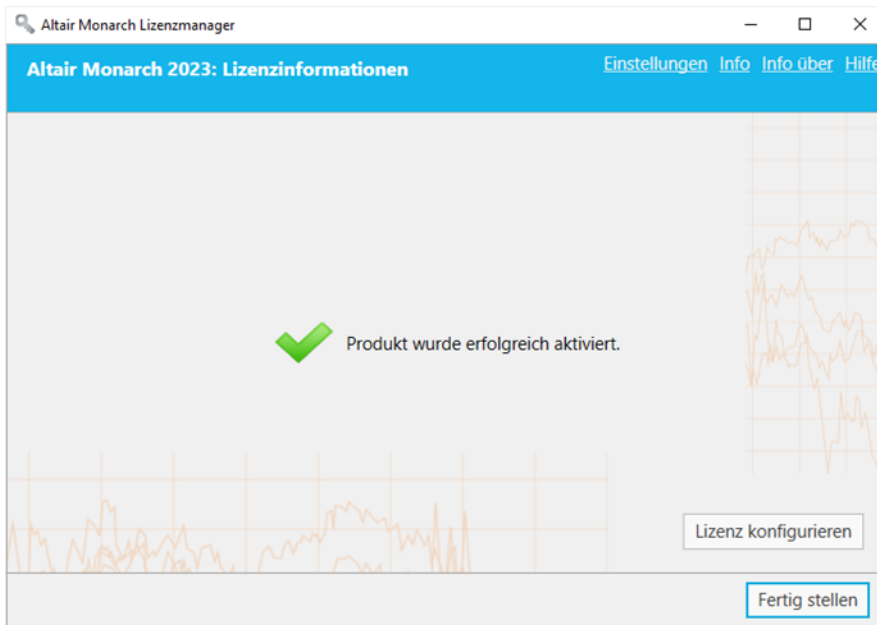 Altair Monarch Lizenzmanager
Altair Monarch 2023: Lizenzinformationen
Einstellungen Info Info über Hilfe
Produkt wurde erfolgreich aktiviert.
Lizenz konfigurieren
Fertig stellen